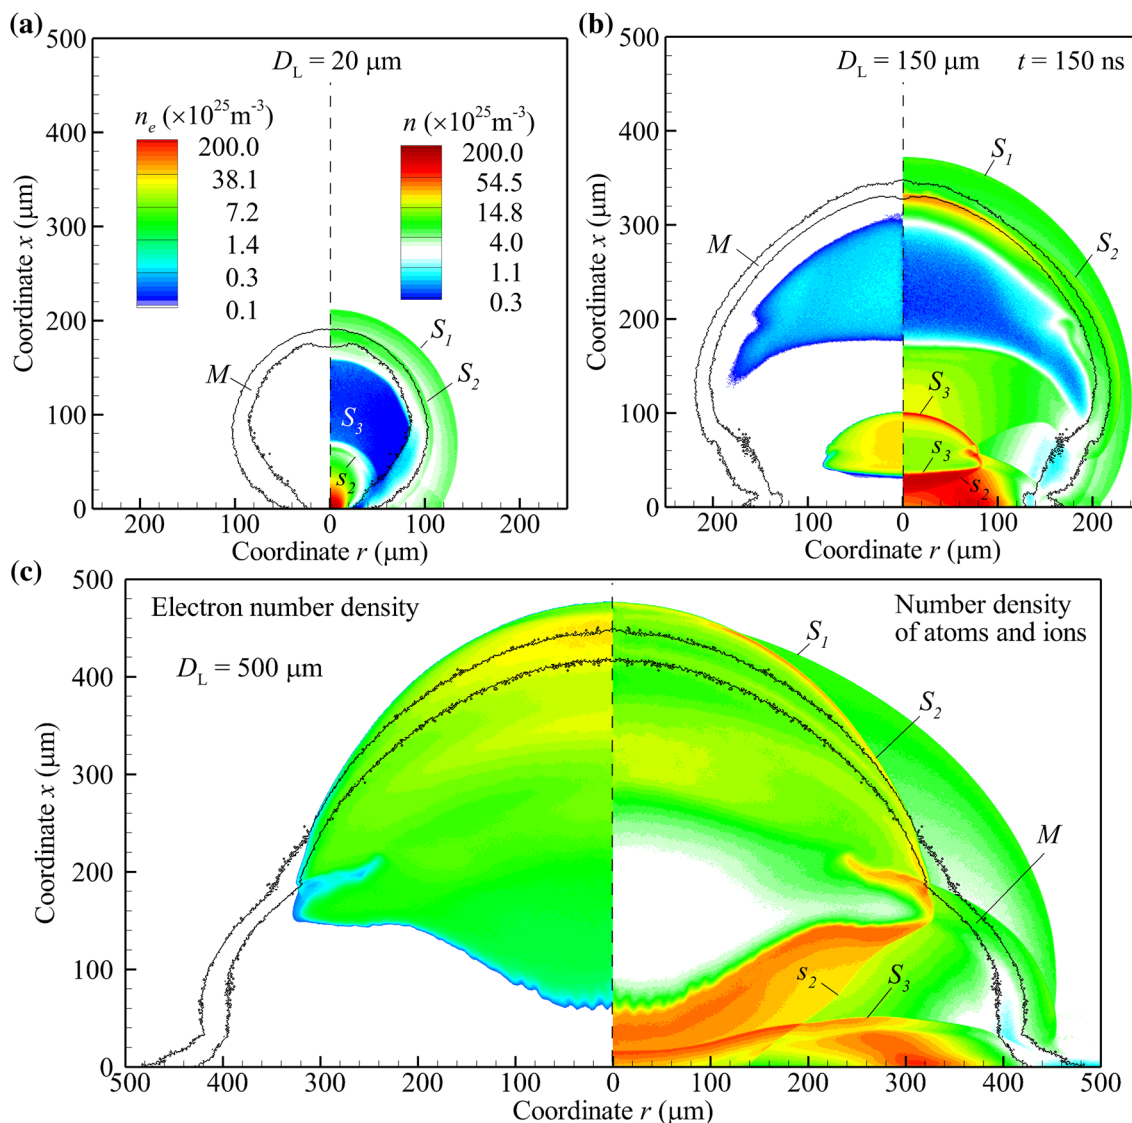 (a)
500
400
300
200
100
0
Coordinate x (μm)
D_L = 20 μm
n_e (×10^25 m^-3)
200.0
38.1
7.2
1.4
0.3
0.1
n (×10^25 m^-3)
200.0
54.5
14.8
4.0
1.1
0.3
S_1
S_2
M
S_3
s_2
200 100 0 100 200
Coordinate r (μm)
(b)
500
400
300
200
100
0
Coordinate x (μm)
D_L = 150 μm t = 150 ns
S_1
S_2
M
S_3
s_3
s_2
200 100 0 100 200
Coordinate r (μm)
(c)
500
400
300
200
100
0
Coordinate x (μm)
Electron number density
D_L = 500 μm
Number density
of atoms and ions
S_1
S_2
M
s_2
S_3
500 300 200 100 0 100 200 300 400 500
Coordinate r (μm)